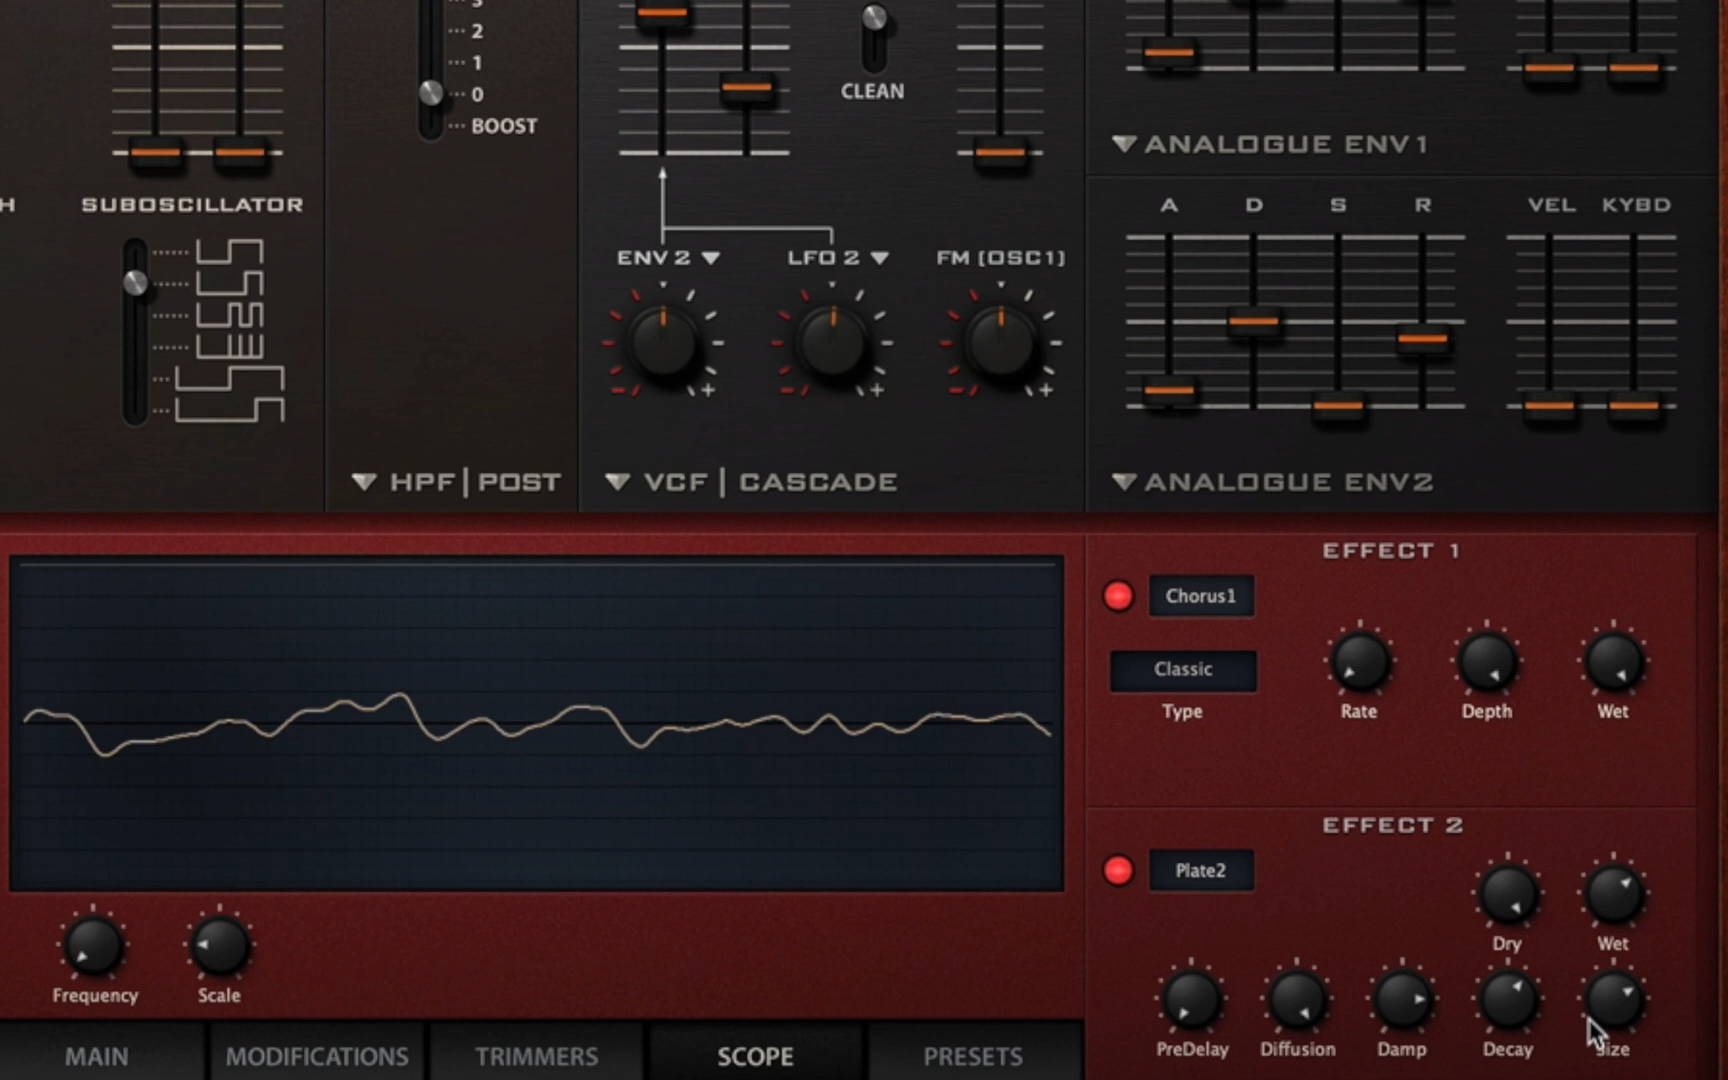 2
1
0
BOOST
CLEAN
ANALOGUE ENV1
H
SUBOSCILLATOR
A D S R VEL KYBD
ENV 2 LFO 2 FM (OSC1)
- + - + - +
HPF|POST
VCF | CASCADE
ANALOGUE ENV2
EFFECT 1
Chorus1
Classic
Type Rate Depth Wet
EFFECT 2
Plate2
Dry Wet
Frequency Scale
PreDelay Diffusion Damp Decay Size
MAIN MODIFICATIONS TRIMMERS SCOPE PRESETS